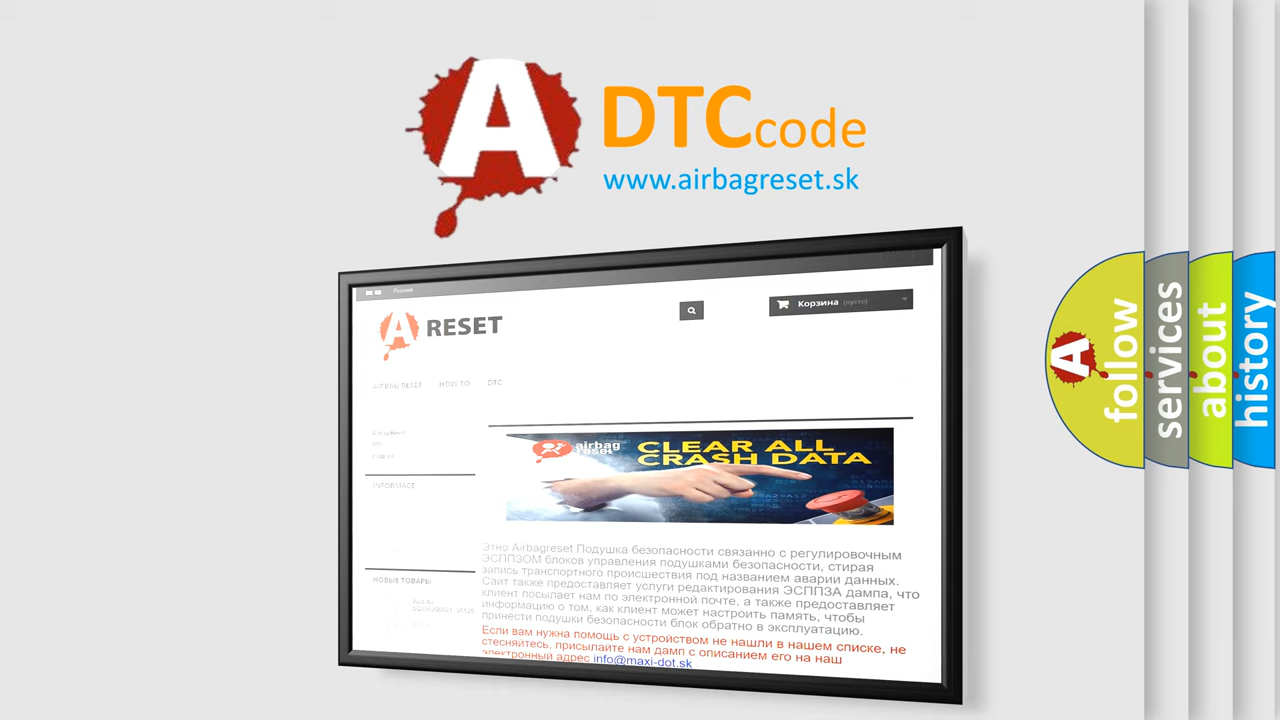 A DTC code
www.airbagreset.sk
Русский
A RESET
Корзина (пусто)
AIRBAG RESET HOW TO DTC
INFORMACE
НОВЫЕ ТОВАРЫ
airbag reset
CLEAR ALL
CRASH DATA
Этно Airbagreset Подушка безопасности связанно с регулировочным
ЭСППЗОМ блоков управления подушками безопасности, стирая
запись транспортного происшествия под названием аварии данных.
Сайт также предоставляет услуги редактирования ЭСППЗА дампа, что
клиент посылает нам по электронной почте, а также предоставляет
информацию о том, как клиент может настроить память, чтобы
принести подушки безопасности блок обратно в эксплуатацию.
Если вам нужна помощь с устройством не нашли в нашем списке, не
стесняйтесь, присылайте нам дамп с описанием его на наш
электронный адрес info@maxi-dot.sk
A follow
services
about
history